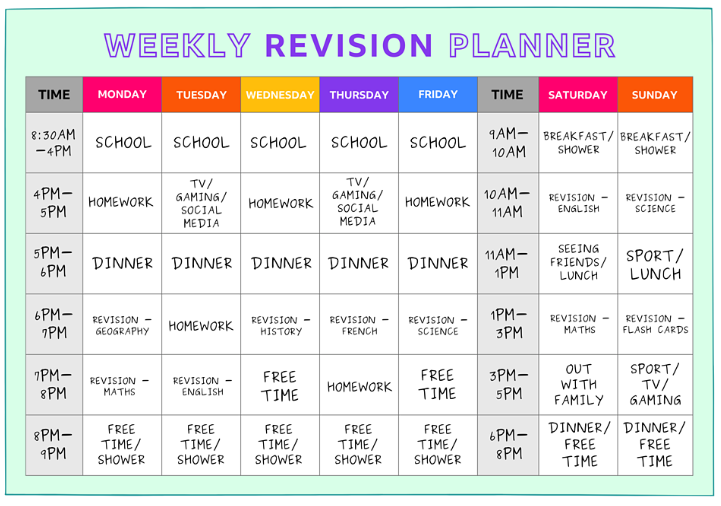 WEEKLY REVISION PLANNER
TIME MONDAY TUESDAY WEDNESDAY THURSDAY FRIDAY TIME SATURDAY SUNDAY
8:30AM
—4PM
SCHOOL
SCHOOL
SCHOOL
SCHOOL
SCHOOL
9AM—
10AM
BREAKFAST/
SHOWER
BREAKFAST/
SHOWER
4PM—
5PM
HOMEWORK
TV/
GAMING/
SOCIAL
MEDIA
HOMEWORK
TV/
GAMING/
SOCIAL
MEDIA
HOMEWORK
10AM—
11AM
REVISION –
ENGLISH
REVISION –
SCIENCE
5PM—
6PM
DINNER
DINNER
DINNER
DINNER
DINNER
11AM—
1PM
SEEING
FRIENDS/
LUNCH
SPORT/
LUNCH
6PM—
7PM
REVISION –
GEOGRAPHY
HOMEWORK
REVISION –
HISTORY
REVISION –
FRENCH
REVISION –
SCIENCE
1PM—
3PM
REVISION –
MATHS
REVISION –
FLASH CARDS
7PM—
8PM
REVISION –
MATHS
REVISION –
ENGLISH
FREE
TIME
HOMEWORK
FREE
TIME
3PM—
5PM
OUT
WITH
FAMILY
SPORT/
TV/
GAMING
8PM—
9PM
FREE
TIME/
SHOWER
FREE
TIME/
SHOWER
FREE
TIME/
SHOWER
FREE
TIME/
SHOWER
FREE
TIME/
SHOWER
6PM—
8PM
DINNER/
FREE
TIME
DINNER/
FREE
TIME